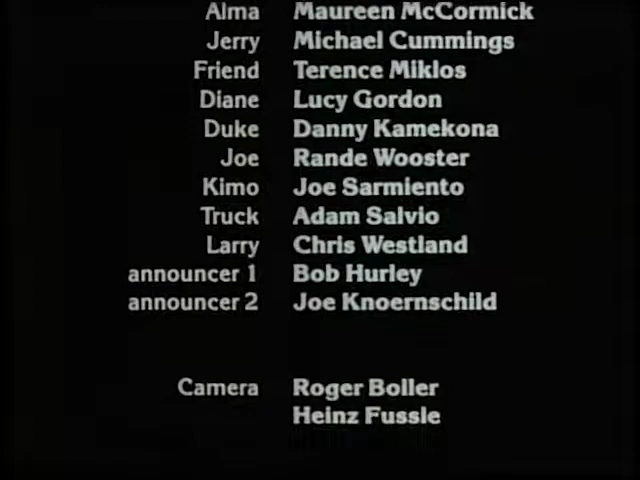 Alma Maureen McCormick
Jerry Michael Cummings
Friend Terence Miklos
Diane Lucy Gordon
Duke Danny Kamekona
Joe Rande Wooster
Kimo Joe Sarmiento
Truck Adam Salvio
Larry Chris Westland
announcer 1 Bob Hurley
announcer 2 Joe Knoernschild
Camera Roger Boller
Heinz Fussle